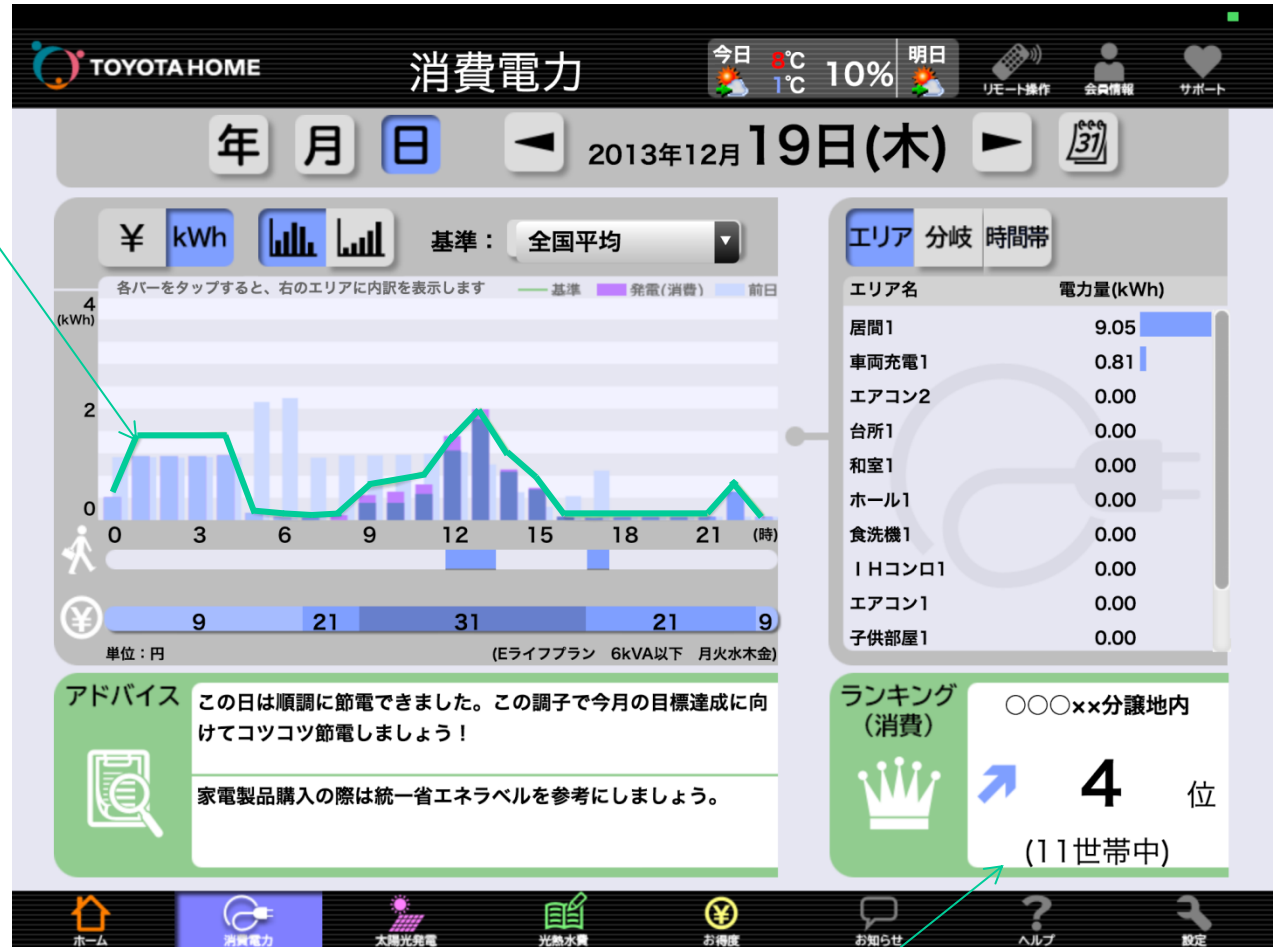 TOYOTA HOME
消費電力
今日 8℃ 1℃ 10% 明日
リモート操作 会員情報 サポート
年 月 日 2013年12月19日(木) 31
¥ kWh 基準： 全国平均
各バーをタップすると、右のエリアに内訳を表示します 基準 発電(消費) 前日
4
(kWh)
2
0
0 3 6 9 12 15 18 21 (時)
¥ 9 21 31 21 9
単位：円 (Eライフプラン 6kVA以下 月火水木金)
エリア 分岐 時間帯
エリア名 電力量(kWh)
居間1 9.05
車両充電1 0.81
エアコン2 0.00
台所1 0.00
和室1 0.00
ホール1 0.00
食洗機1 0.00
IHコンロ1 0.00
エアコン1 0.00
子供部屋1 0.00
アドバイス
この日は順調に節電できました。この調子で今月の目標達成に向
けてコツコツ節電しましょう！
家電製品購入の際は統一省エネラベルを参考にしましょう。
ランキング
(消費)
○○○××分譲地内
4 位
(11世帯中)
ホーム 消費電力 太陽光発電 光熱水費 ¥ お得度 お知らせ ? ヘルプ 設定